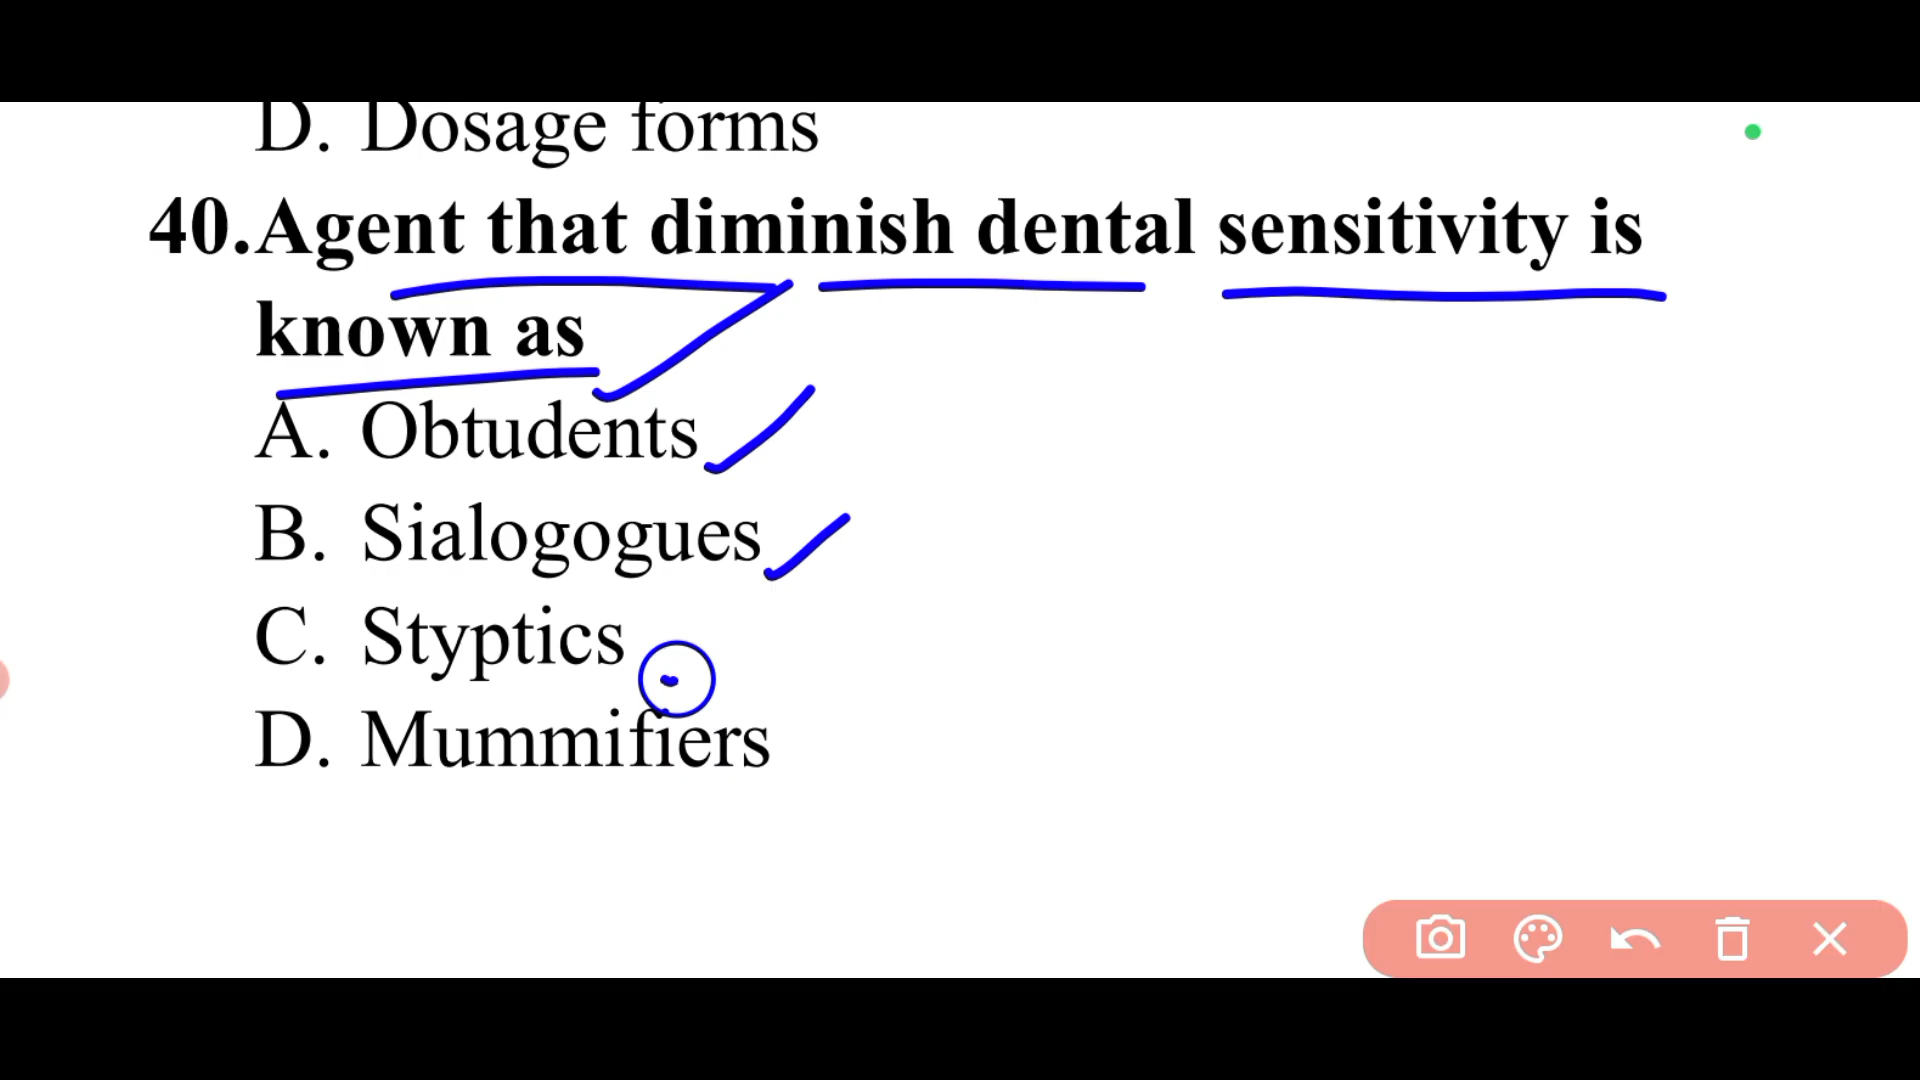 D. Dosage forms
40.Agent that diminish dental sensitivity is
known as
A. Obtudents
B. Sialogogues
C. Styptics
D. Mummifiers